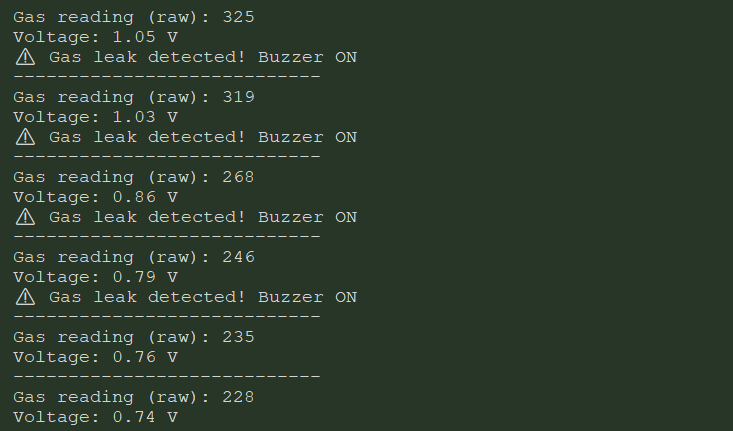 Gas reading (raw): 325
Voltage: 1.05 V
⚠ Gas leak detected! Buzzer ON
----------------------------
Gas reading (raw): 319
Voltage: 1.03 V
⚠ Gas leak detected! Buzzer ON
----------------------------
Gas reading (raw): 268
Voltage: 0.86 V
⚠ Gas leak detected! Buzzer ON
----------------------------
Gas reading (raw): 246
Voltage: 0.79 V
⚠ Gas leak detected! Buzzer ON
----------------------------
Gas reading (raw): 235
Voltage: 0.76 V
----------------------------
Gas reading (raw): 228
Voltage: 0.74 V